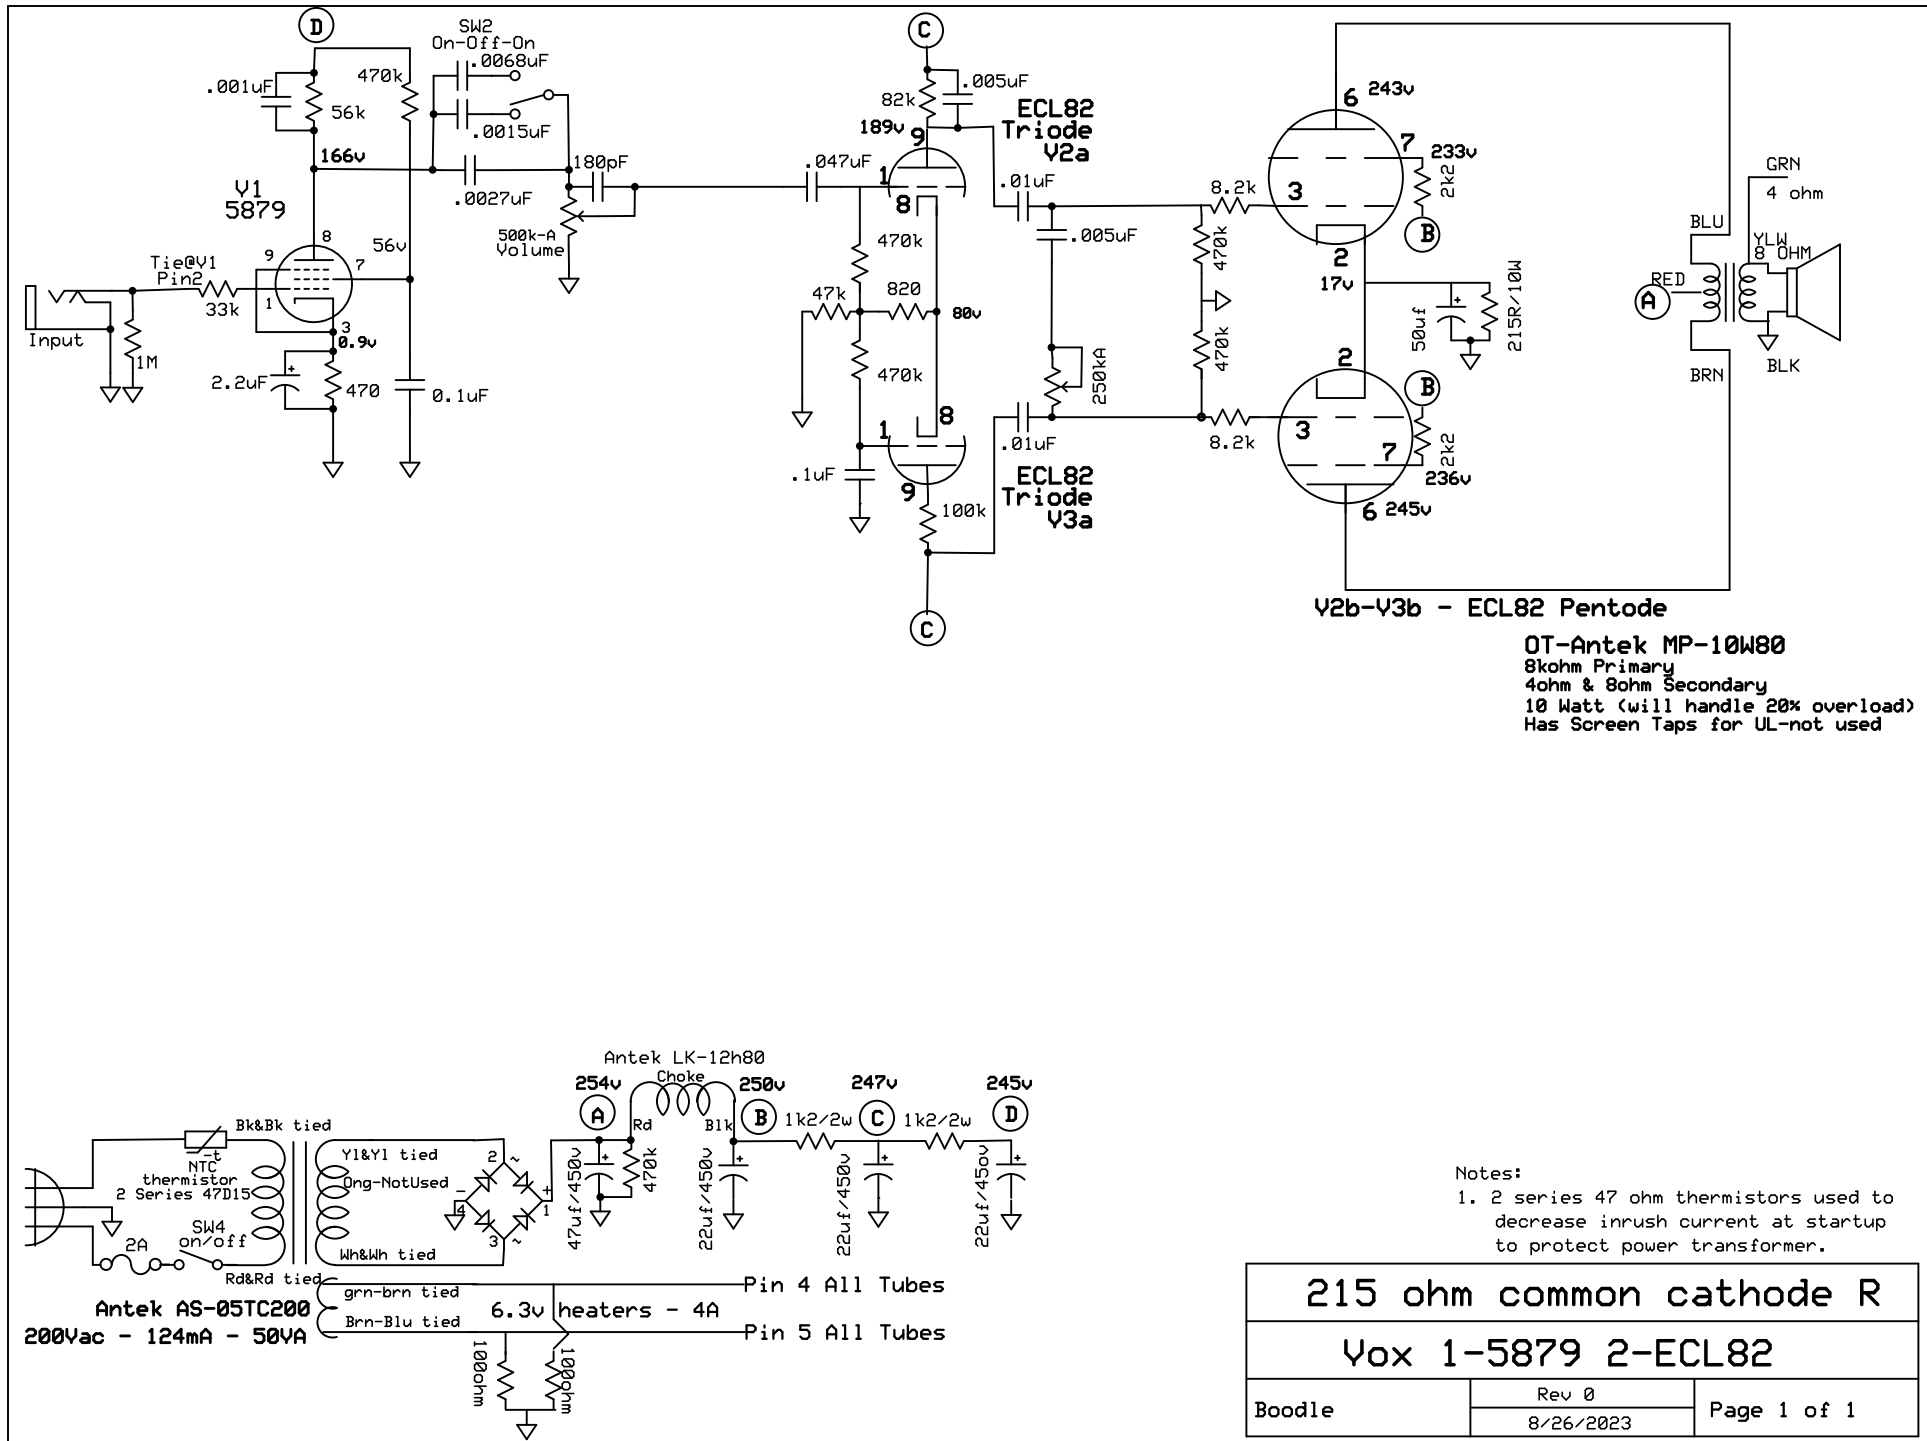 D
SW2
On-Off-On
.0068uF
.001uF
56k
470k
.0015uF
166v
.0027uF
180pF
500k-A
Volume
V1
5879
8
9
7
1
3
56v
Tie@V1
Pin2
33k
Input
1M
0.9v
2.2uF
470
0.1uF
C
82k
.005uF
189v
9
ECL82
Triode
V2a
.047uF
1
8
470k
47k
820
80v
470k
1
8
.1uF
9
100k
C
.01uF
.005uF
250kA
.01uF
ECL82
Triode
V3a
8.2k
470k
470k
8.2k
6
243v
7
233v
2k2
B
3
2
17v
50uf
+
215R/10W
2
B
3
7
2k2
236v
6
245v
GRN
4 ohm
BLU
YLW
8 OHM
RED
A
BRN
BLK
V2b-V3b - ECL82 Pentode
OT-Antek MP-10W80
8kohm Primary
4ohm & 8ohm Secondary
10 Watt (will handle 20% overload)
Has Screen Taps for UL-not used
Antek LK-12h80
Choke
254v
250v
247v
245v
A
B
C
D
Rd
Blk
1k2/2w
1k2/2w
47uf/450v
470k
22uf/450v
22uf/450v
22uf/45ov
Bk&Bk tied
-t
NTC
thermistor
2 Series 47D15
SW4
on/off
2A
Rd&Rd tied
Yl&Yl tied
Ong-NotUsed
Wh&Wh tied
2
~
-
4
+
1
3
~
grn-brn tied
Brn-Blu tied
6.3v heaters - 4A
Pin 4 All Tubes
Pin 5 All Tubes
100ohm
100ohm
Antek AS-05TC200
200Vac - 124mA - 50VA
Notes:
1. 2 series 47 ohm thermistors used to
decrease inrush current at startup
to protect power transformer.
215 ohm common cathode R
Vox 1-5879 2-ECL82
Boodle
Rev 0
8/26/2023
Page 1 of 1